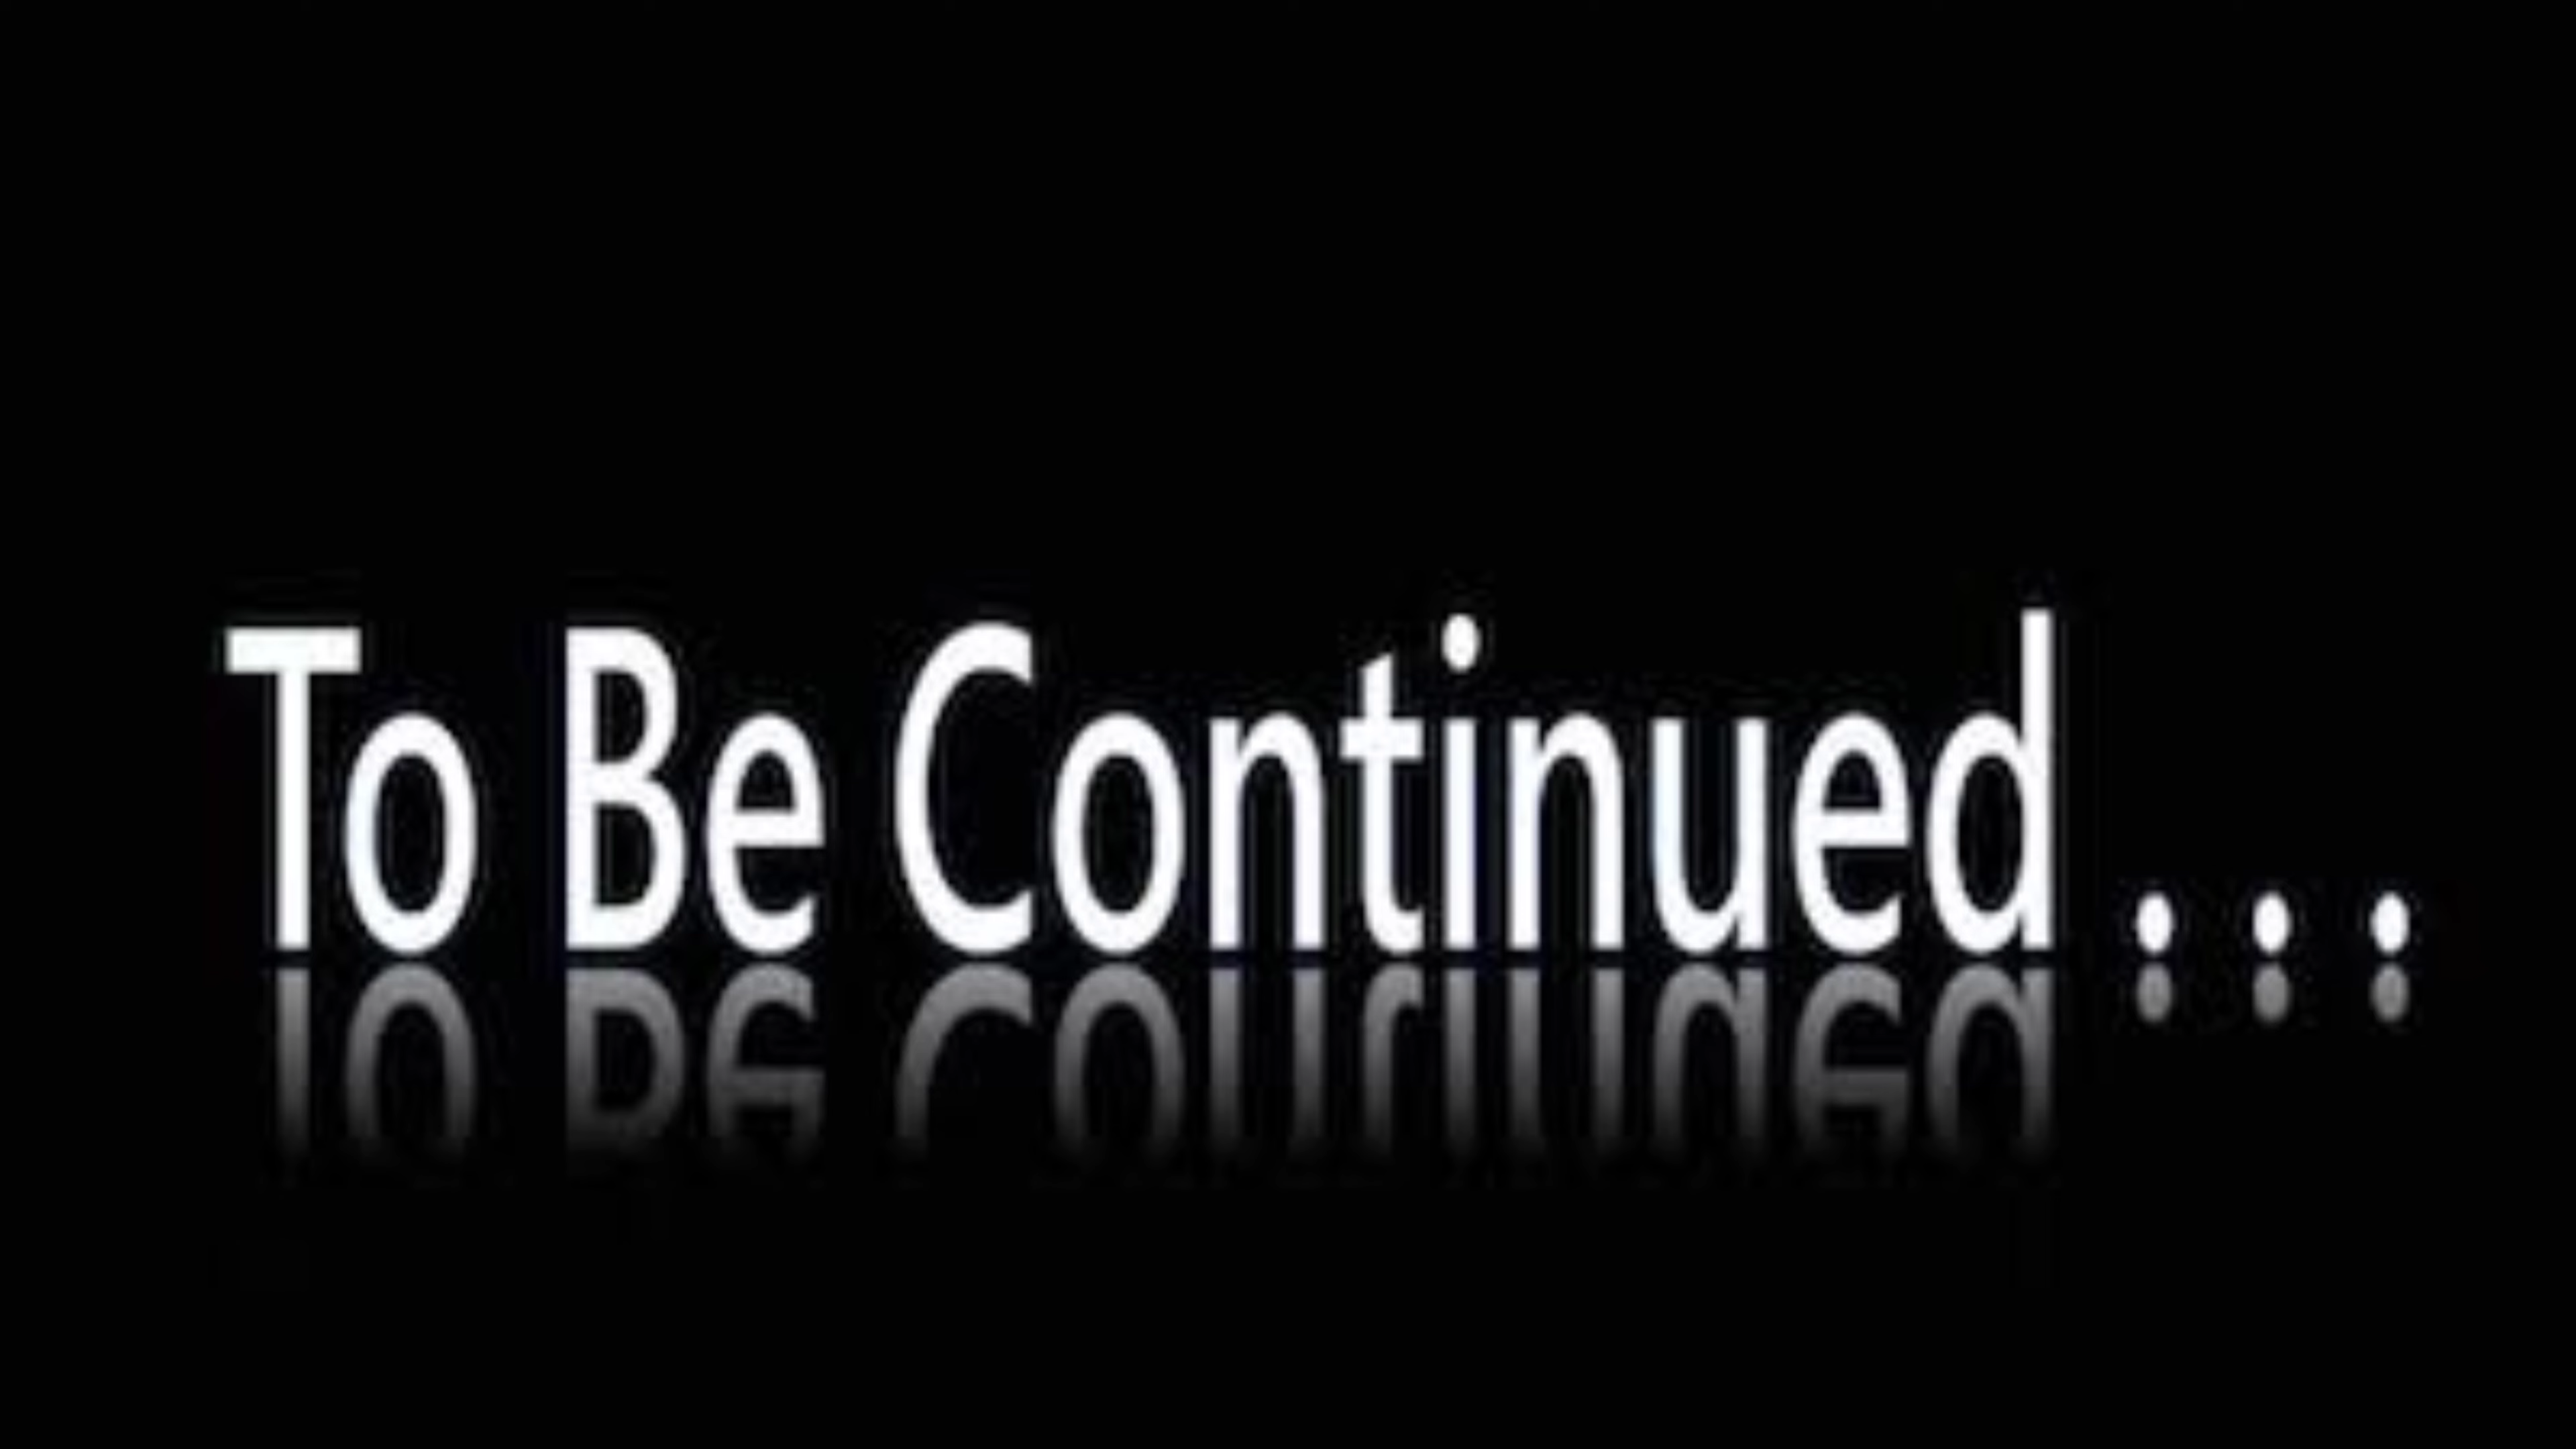 To Be Continued . . .